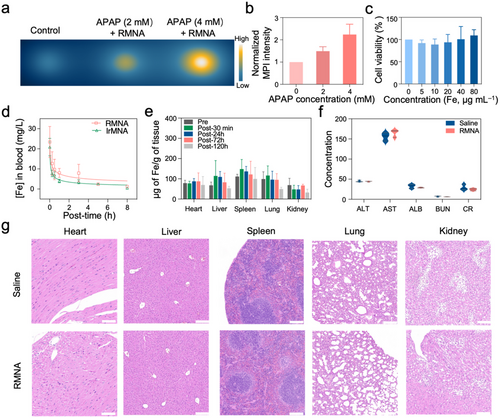 a
Control
APAP (2 mM)
+ RMNA
APAP (4 mM)
+ RMNA
High
Low
b
Normalized
MPI intensity
3
2
1
0
0 2 4
APAP concentration (mM)
c
Cell viability (%)
150
100
50
0
0 5 10 20 40 80
Concentration (Fe, µg mL⁻¹)
d
[Fe] in blood (mg/L)
30
20
10
0
RMNA
IrMNA
0 2 4 6 8
Post-time (h)
e
µg of Fe/g of tissue
400
300
200
100
0
Pre
Post-30 min
Post-24h
Post-72h
Post-120h
Heart Liver Spleen Lung Kidney
f
Concentration
200
150
100
50
0
Saline
RMNA
ALT AST ALB BUN CR
g
Heart Liver Spleen Lung Kidney
Saline
RMNA